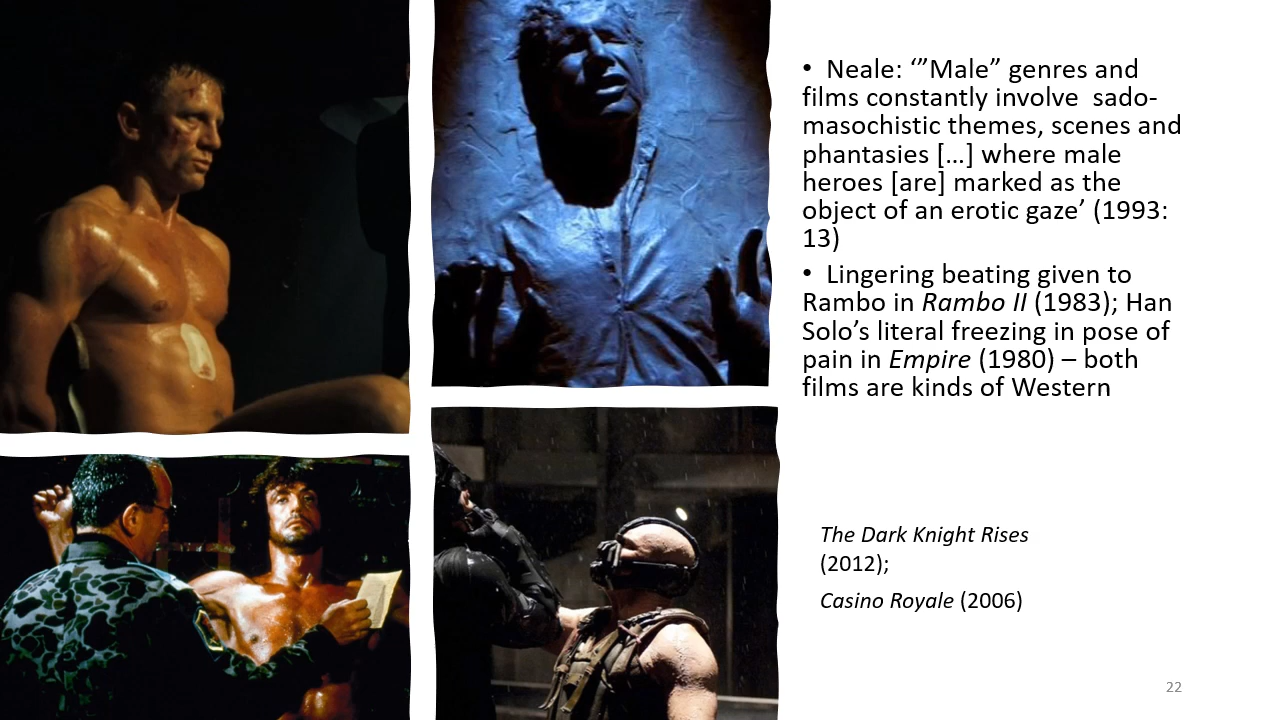 • Neale: ‘”Male” genres and
films constantly involve  sado-
masochistic themes, scenes and
phantasies […] where male
heroes [are] marked as the
object of an erotic gaze’ (1993:
13)
• Lingering beating given to
Rambo in Rambo II (1983); Han
Solo’s literal freezing in pose of
pain in Empire (1980) – both
films are kinds of Western
The Dark Knight Rises
(2012);
Casino Royale (2006)
22